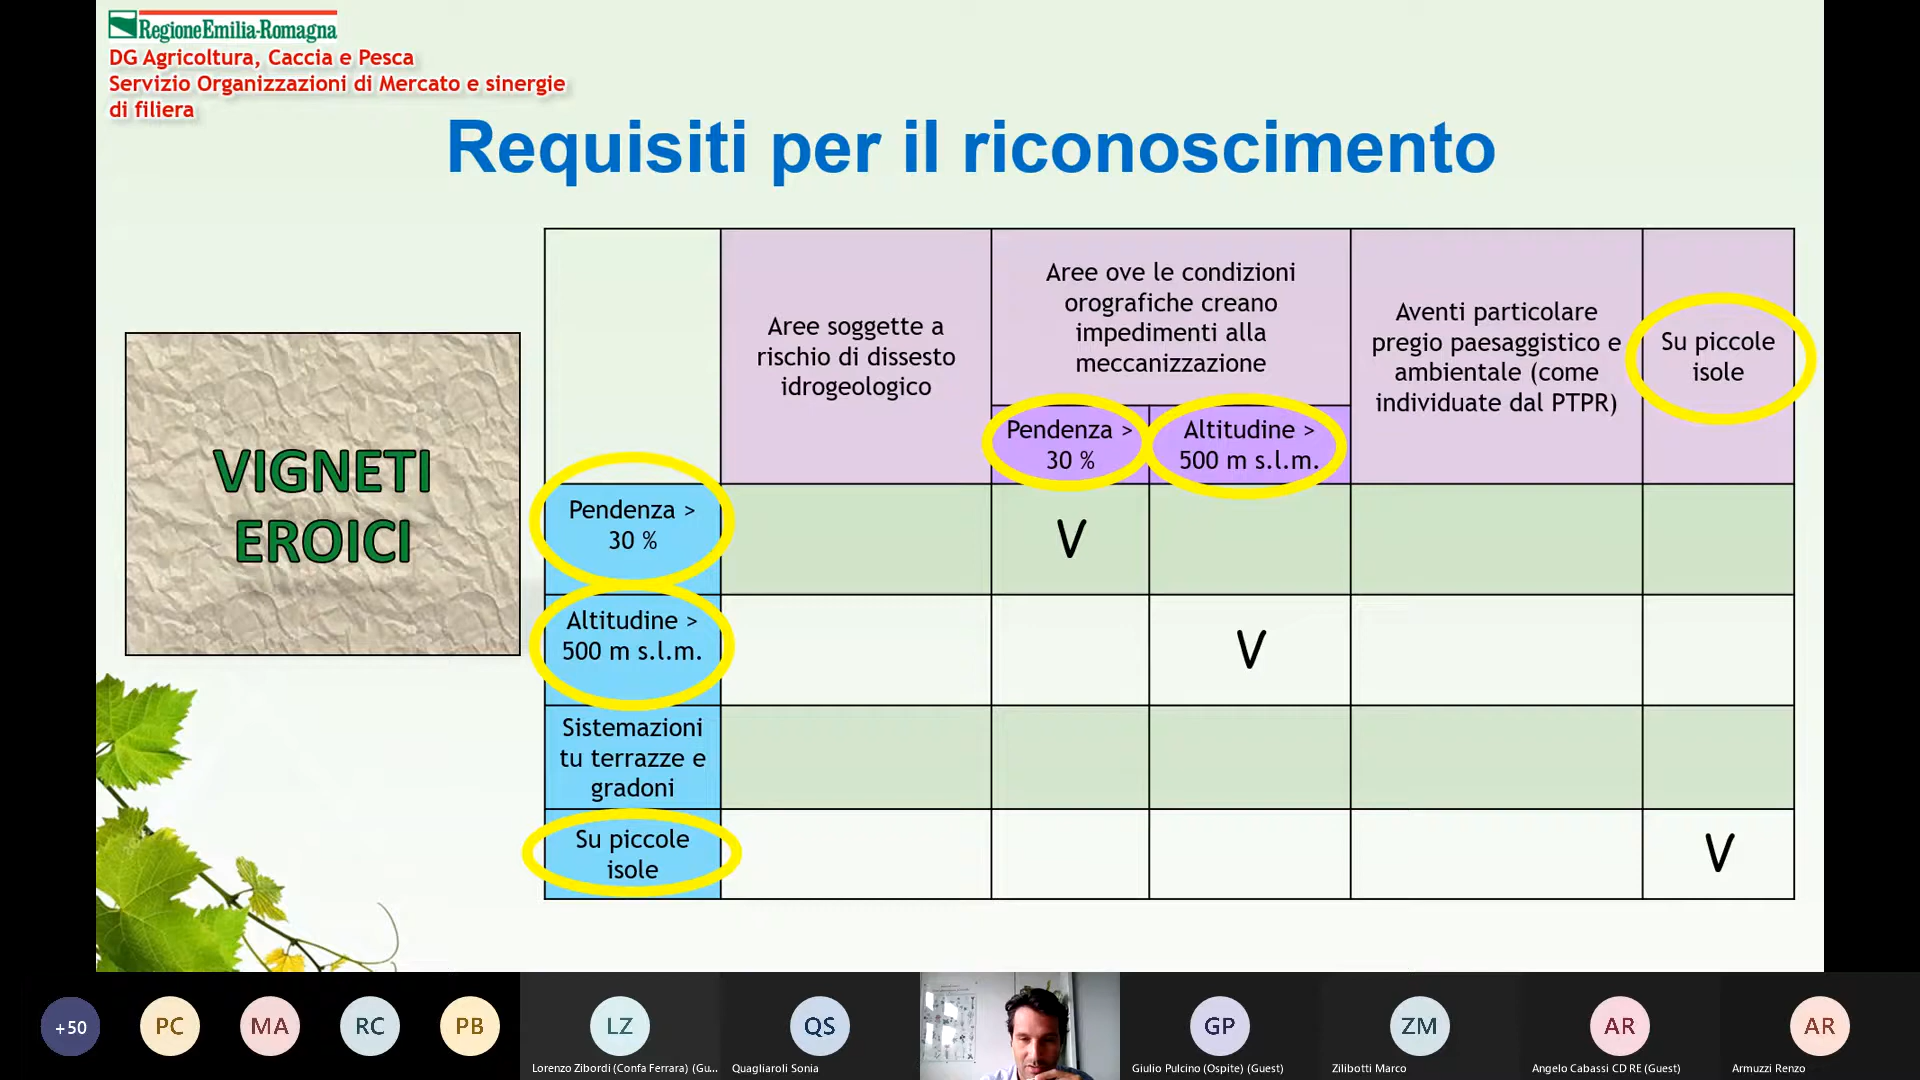 RegioneEmilia-Romagna
DG Agricoltura, Caccia e Pesca
Servizio Organizzazioni di Mercato e sinergie
di filiera
Requisiti per il riconoscimento
VIGNETI
EROICI
Aree soggette a
rischio di dissesto
idrogeologico
Aree ove le condizioni
orografiche creano
impedimenti alla
meccanizzazione
Pendenza >
30 %
Altitudine >
500 m s.l.m.
Aventi particolare
pregio paesaggistico e
ambientale (come
individuate dal PTPR)
Su piccole
isole
Pendenza >
30 %
V
Altitudine >
500 m s.l.m.
V
Sistemazioni
tu terrazze e
gradoni
Su piccole
isole
V
+50
PC
MA
RC
PB
LZ
Lorenzo Zibordi (Confa Ferrara) (Gu...
QS
Quagliaroli Sonia
GP
Giulio Pulcino (Ospite) (Guest)
ZM
Zilibotti Marco
AR
Angelo Cabassi CD RE (Guest)
AR
Armuzzi Renzo